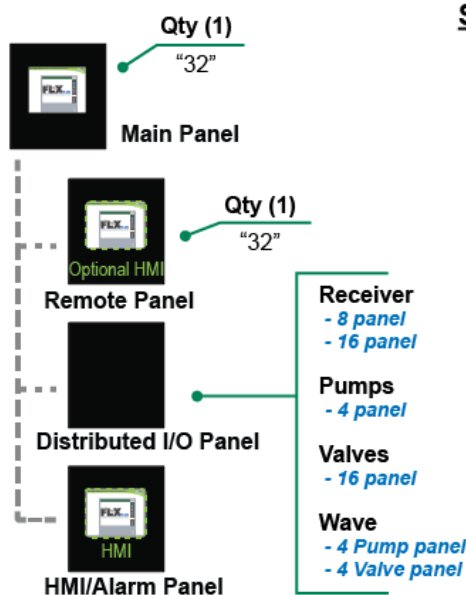 S
Qty (1)
“32”
FLX
Main Panel
Qty (1)
“32”
FLX
Optional HMI
Remote Panel
Receiver
- 8 panel
- 16 panel
Pumps
- 4 panel
Distributed I/O Panel
Valves
- 16 panel
FLX
HMI
Wave
- 4 Pump panel
- 4 Valve panel
HMI/Alarm Panel